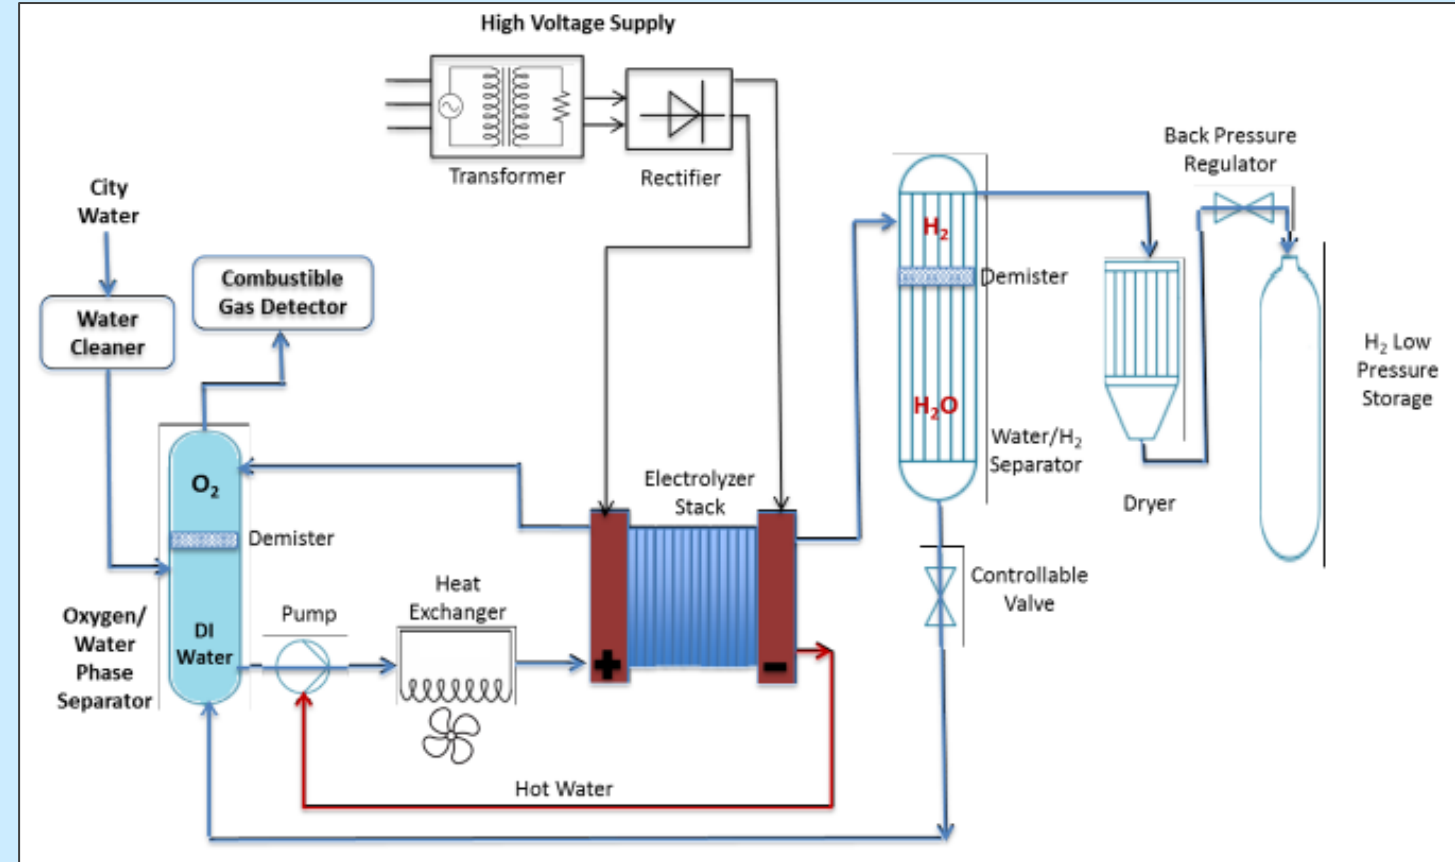 High Voltage Supply
Transformer
Rectifier
Back Pressure
Regulator
City
Water
Combustible
Gas Detector
Water
Cleaner
H₂
Demister
H₂O
H₂ Low
Pressure
Storage
Water/H₂
Separator
Dryer
Electrolyzer
Stack
O₂
Demister
Oxygen/
Water
Phase
Separator
DI
Water
Pump
Heat
Exchanger
+
-
Controllable
Valve
Hot Water